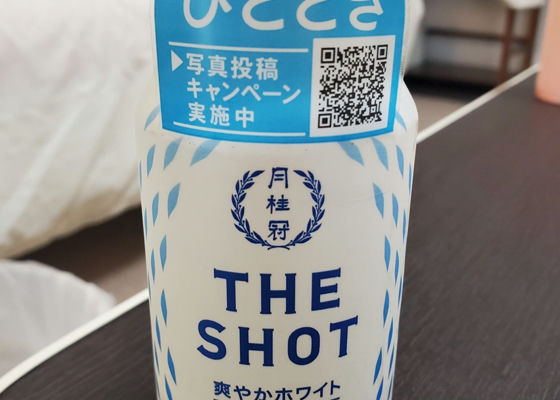 ひととき
▶写真投稿
キャンペーン
実施中
月
桂
冠
THE
SHOT
爽やかホワイト